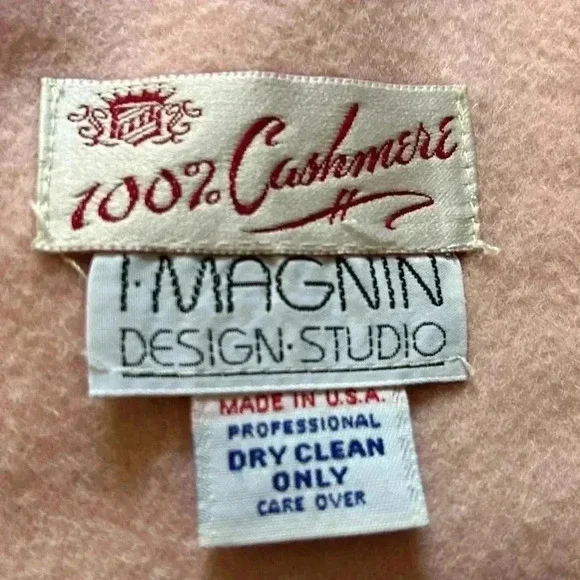 100% Cashmere
I·MAGNIN
DESIGN·STUDIO
MADE IN U.S.A.
PROFESSIONAL
DRY CLEAN
ONLY
CARE OVER